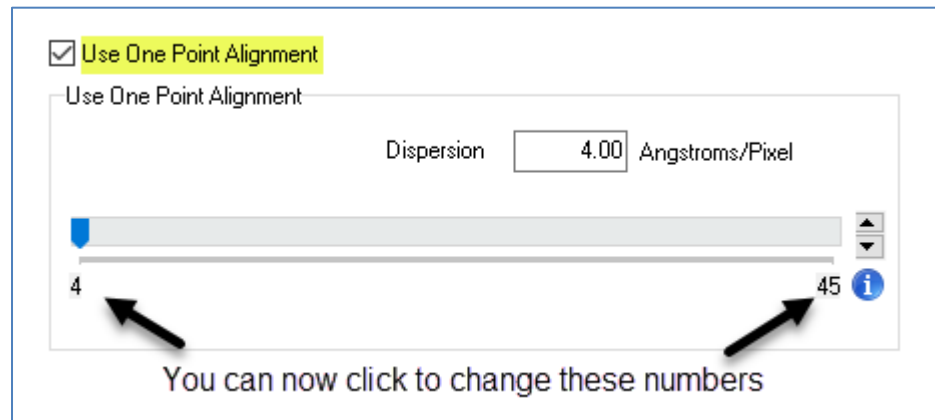 Use One Point Alignment
Use One Point Alignment
Dispersion 4.00 Angstroms/Pixel
4 45 i
You can now click to change these numbers